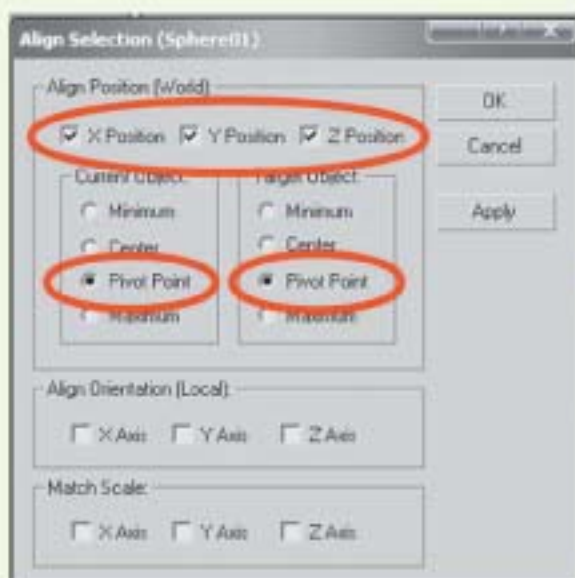 Align Selection (Sphere01)
Align Position (World)
X Position Y Position Z Position
OK
Cancel
Apply
Current Object: Target Object:
Minimum Minimum
Center Center
Pivot Point Pivot Point
Maximum Maximum
Align Orientation (Local):
X Axis Y Axis Z Axis
Match Scale:
X Axis Y Axis Z Axis